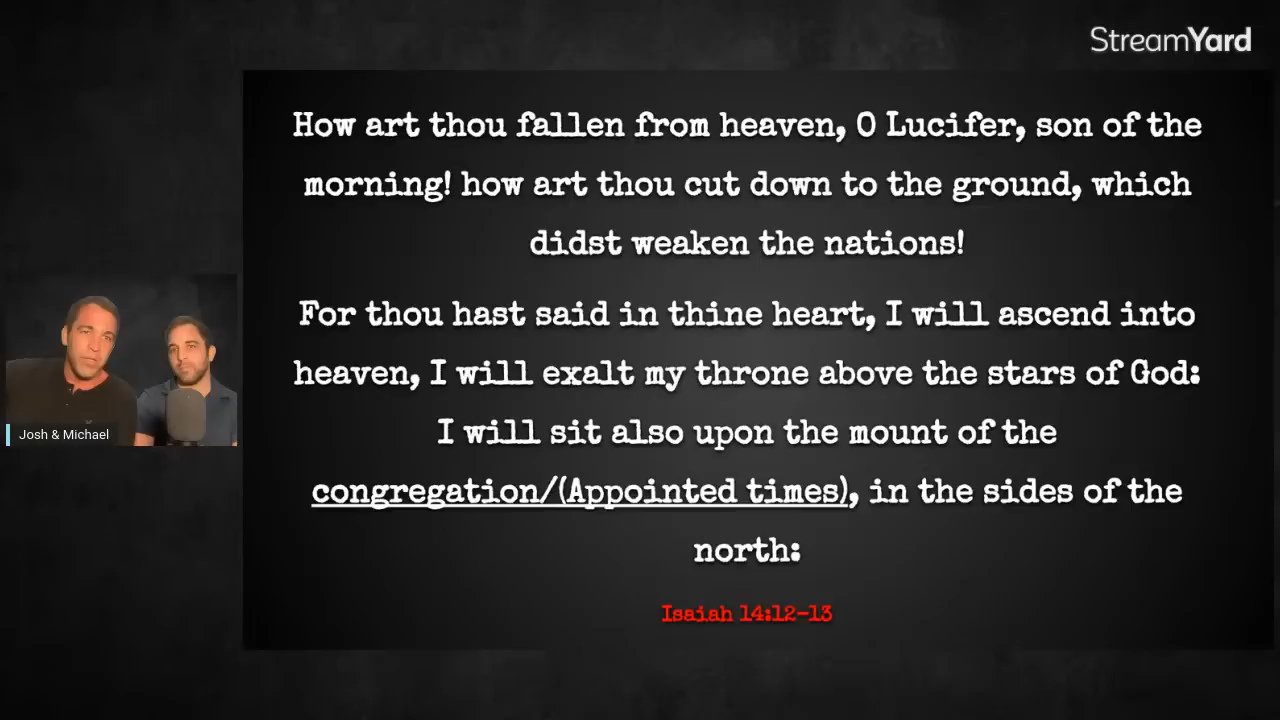 StreamYard
How art thou fallen from heaven, O Lucifer, son of the
morning! how art thou cut down to the ground, which
didst weaken the nations!
For thou hast said in thine heart, I will ascend into
heaven, I will exalt my throne above the stars of God:
I will sit also upon the mount of the
congregation/(Appointed times), in the sides of the
north:
Isaiah 14:12-13
Josh & Michael